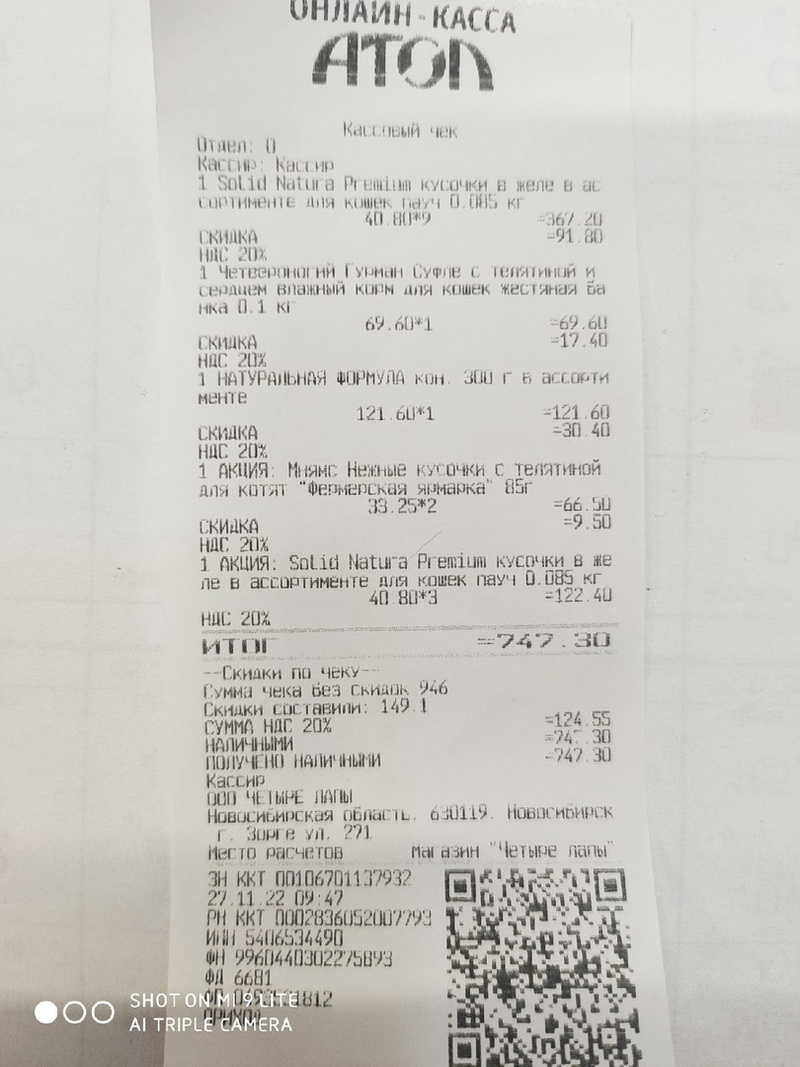 ОНЛАЙН-КАССА
АТОЛ
Кассовый чек
Отдел: 0
Кассир: Кассир
1 Solid Natura Premium кусочки в желе в ас
сортименте для кошек пауч 0.085 кг
40.80*9 =367.20
СКИДКА =91.80
НДС 20%
1 Четвероногий Гурман Суфле с телятиной и
сердцем влажный корм для кошек жестяная ба
нка 0.1 кг
69.60*1 =69.60
СКИДКА =17.40
НДС 20%
1 НАТУРАЛЬНАЯ ФОРМУЛА кон. 300 г в ассорти
менте
121.60*1 =121.60
СКИДКА =30.40
НДС 20%
1 АКЦИЯ: Мнямс Нежные кусочки с телятиной
для котят "Фермерская ярмарка" 85г
33.25*2 =66.50
СКИДКА =9.50
НДС 20%
1 АКЦИЯ: Solid Natura Premium кусочки в же
ле в ассортименте для кошек пауч 0.085 кг
40.80*3 =122.40
НДС 20%
ИТОГ =747.30
--Скидки по чеку--
Сумма чека без скидок 946
Скидки составили: 149.1
СУММА НДС 20% =124.55
НАЛИЧНЫМИ =747.30
ПОЛУЧЕНО НАЛИЧНЫМИ =747.30
Кассир
ООО ЧЕТЫРЕ ЛАПЫ
Новосибирская область, 630119, Новосибирск
г, Зорге ул, 271
Место расчетов магазин "Четыре лапы"
ЗН ККТ 00106701137932
27.11.22 09:47
РН ККТ 0002836052007793
ИНН 5406534490
ФН 9960440302275893
ФД 6681
ПРИХОД
SHOT ON MI 9 LITE
AI TRIPLE CAMERA